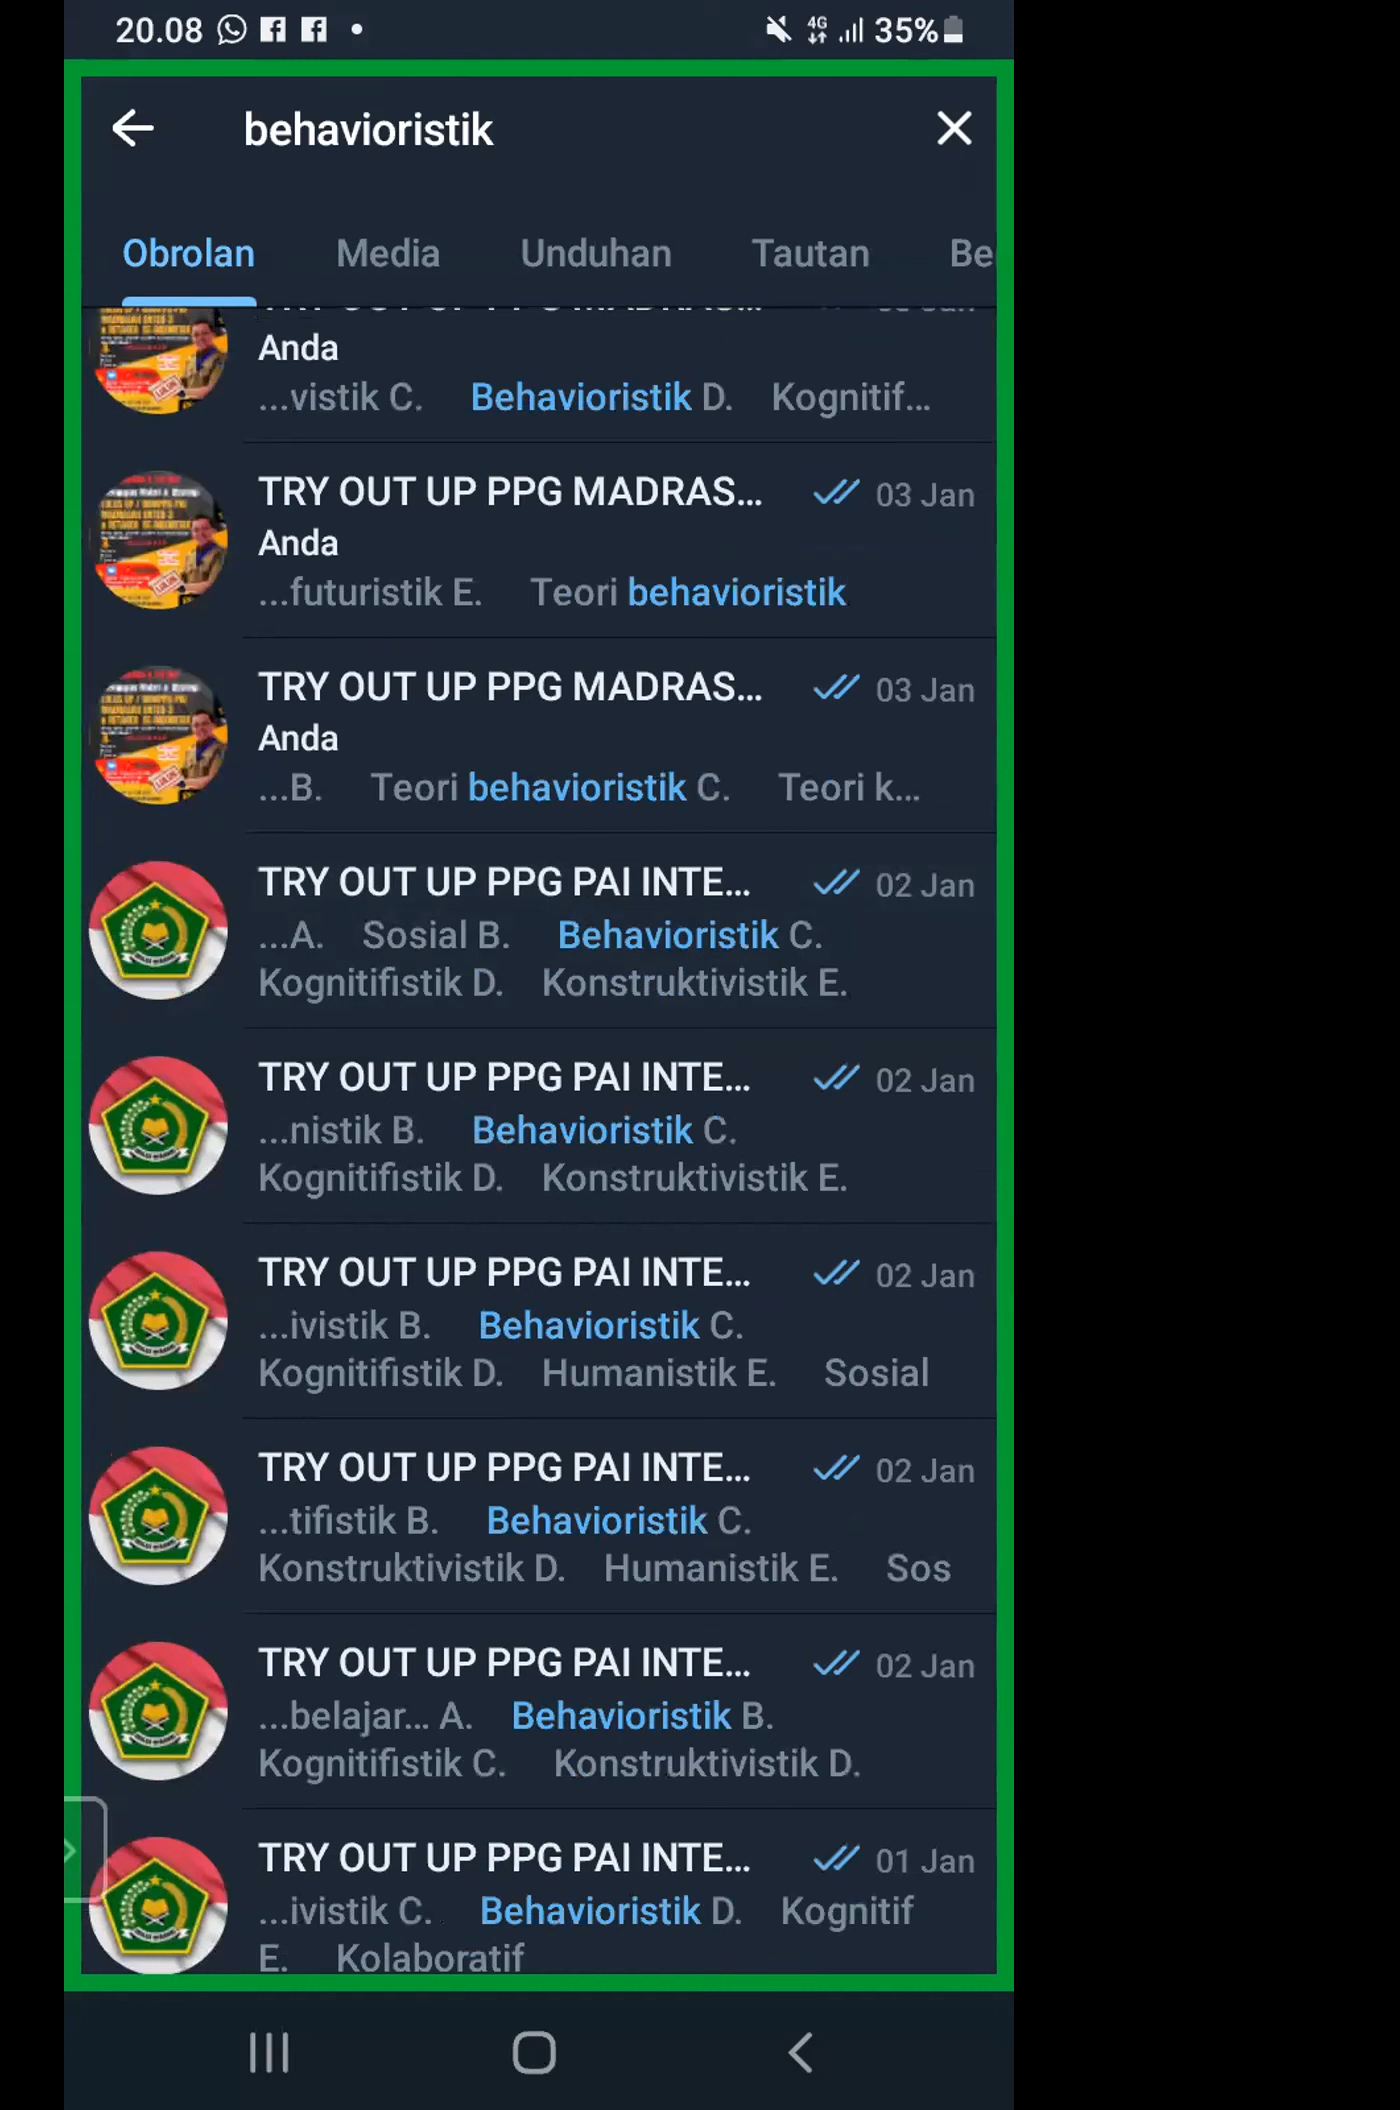 20.08 4G 35%
behavioristik
Obrolan Media Unduhan Tautan Be
Anda
...vistik C. Behavioristik D. Kognitif...
TRY OUT UP PPG MADRAS... 03 Jan
Anda
...futuristik E. Teori behavioristik
TRY OUT UP PPG MADRAS... 03 Jan
Anda
...B. Teori behavioristik C. Teori k...
TRY OUT UP PPG PAI INTE... 02 Jan
...A. Sosial B. Behavioristik C.
Kognitifistik D. Konstruktivistik E.
TRY OUT UP PPG PAI INTE... 02 Jan
...nistik B. Behavioristik C.
Kognitifistik D. Konstruktivistik E.
TRY OUT UP PPG PAI INTE... 02 Jan
...ivistik B. Behavioristik C.
Kognitifistik D. Humanistik E. Sosial
TRY OUT UP PPG PAI INTE... 02 Jan
...tifistik B. Behavioristik C.
Konstruktivistik D. Humanistik E. Sos
TRY OUT UP PPG PAI INTE... 02 Jan
...belajar... A. Behavioristik B.
Kognitifistik C. Konstruktivistik D.
TRY OUT UP PPG PAI INTE... 01 Jan
...ivistik C. Behavioristik D. Kognitif
E. Kolaboratif